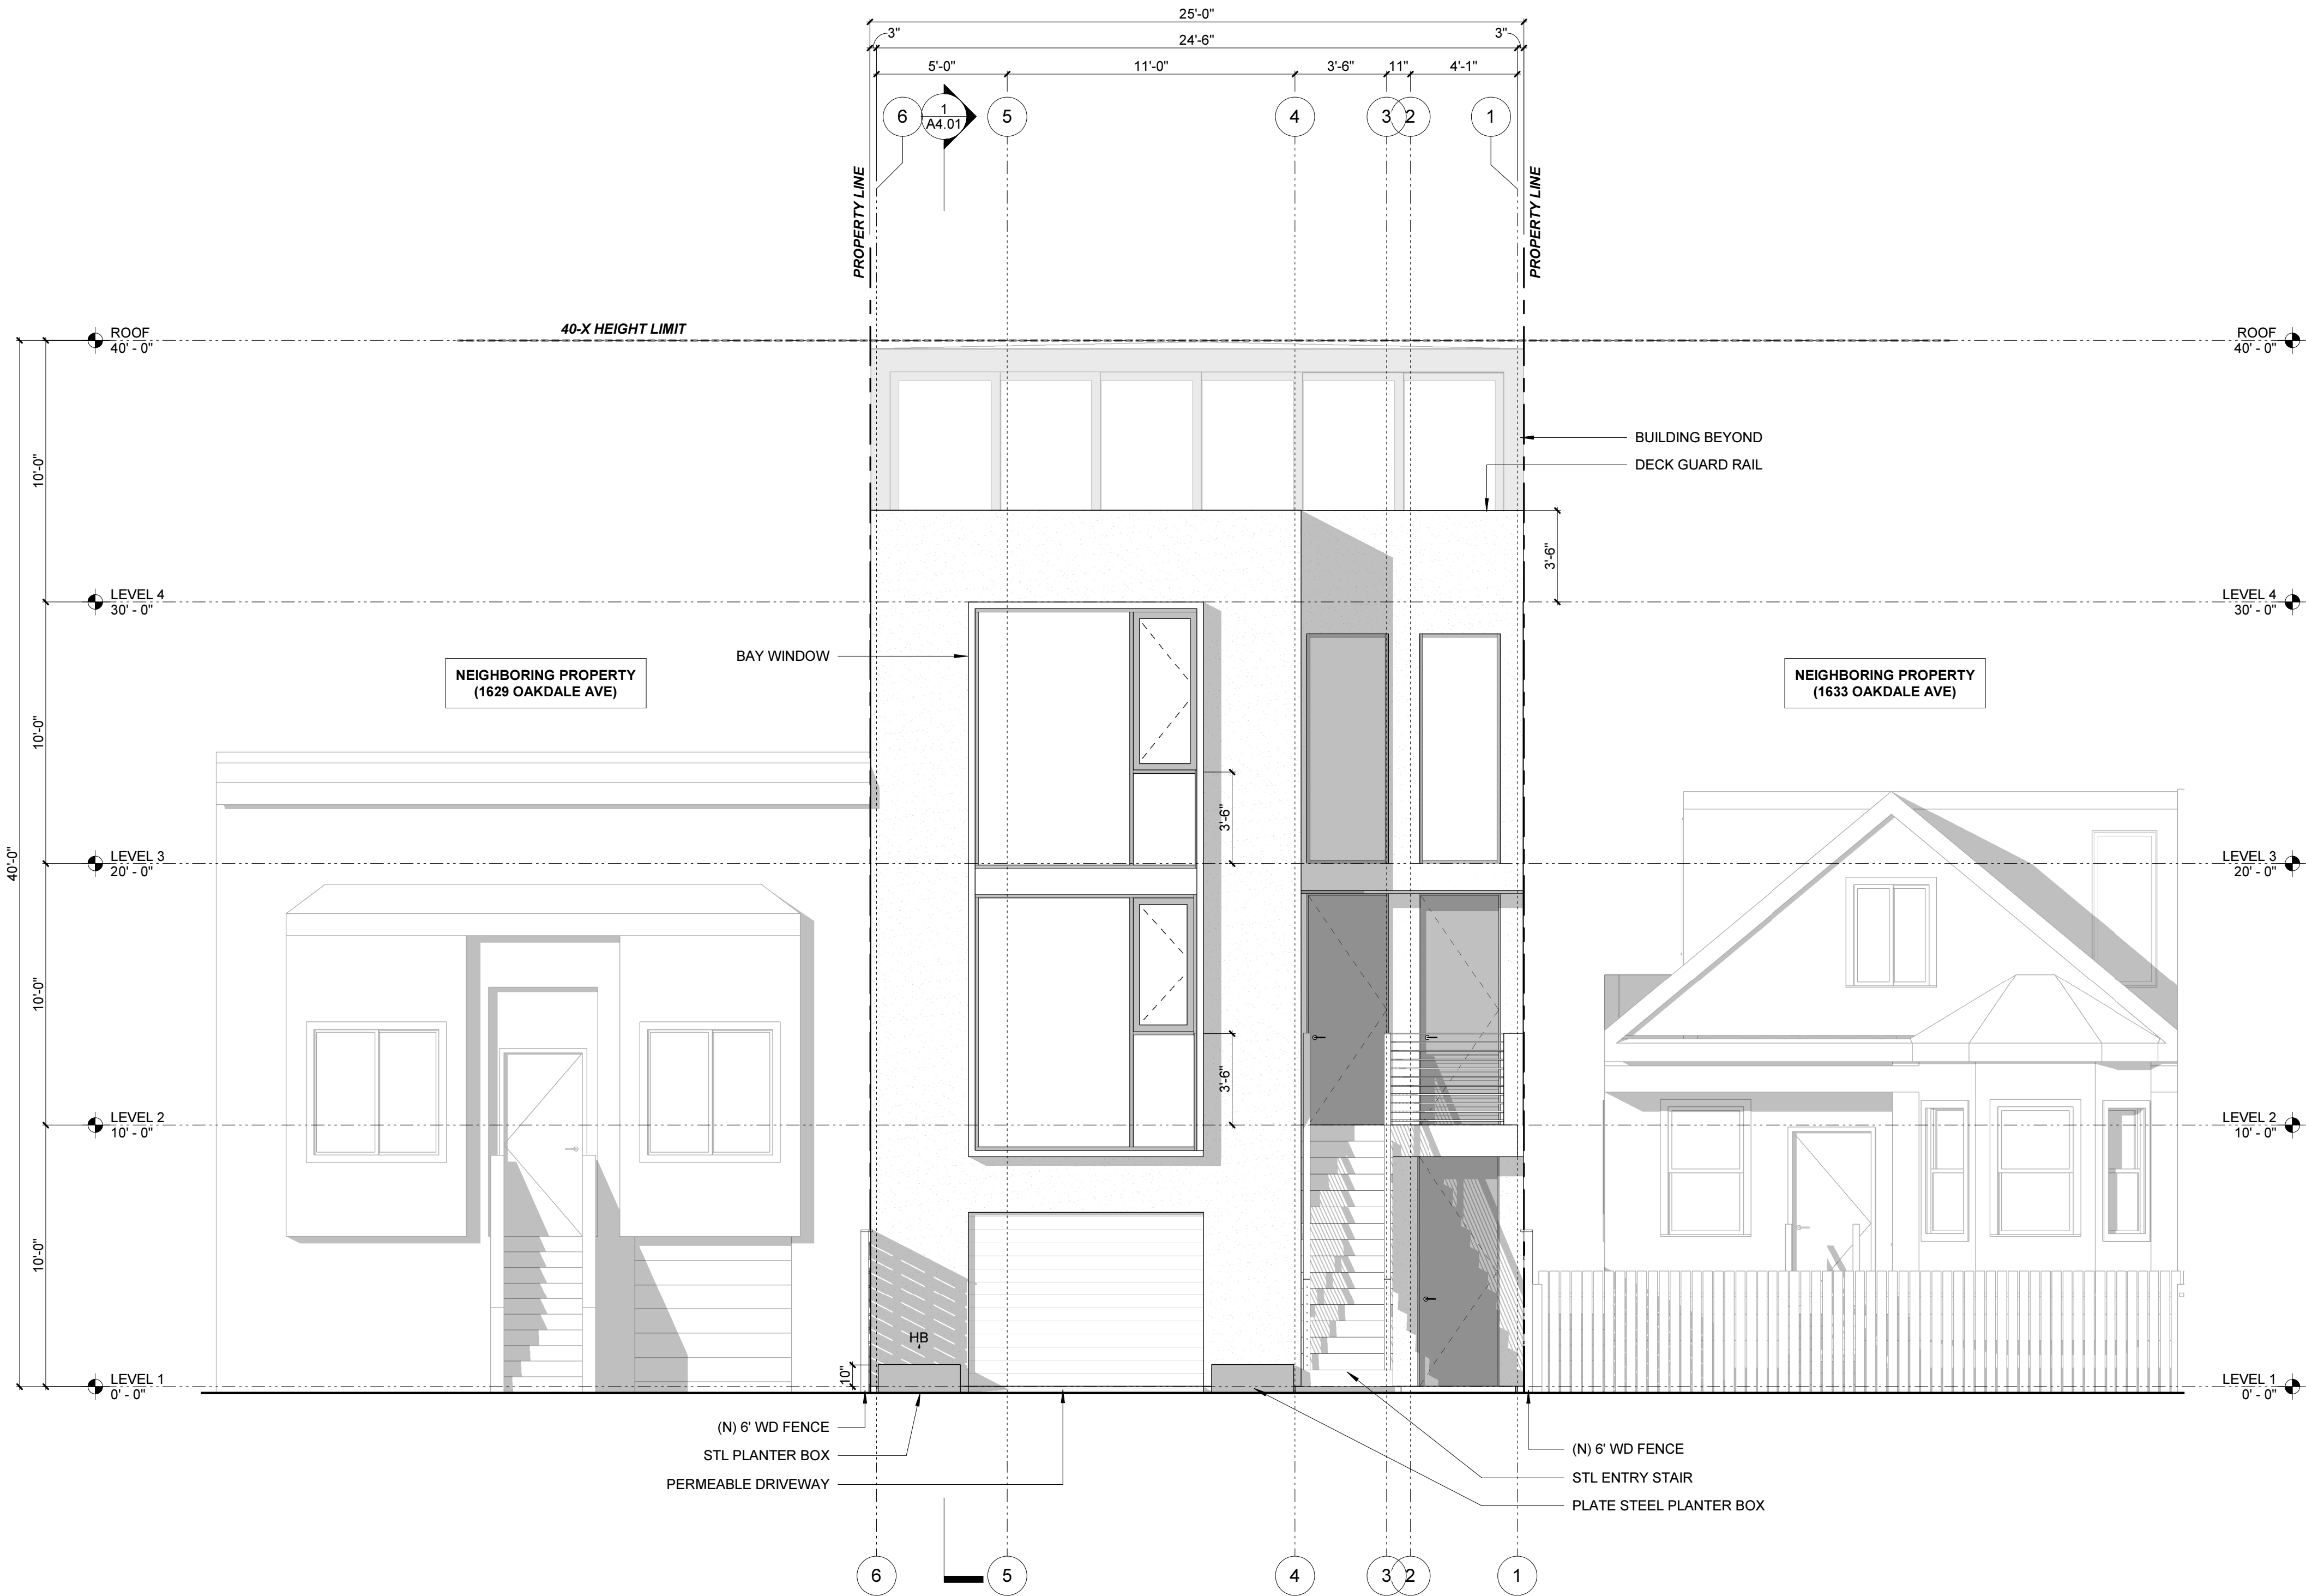 25'-0"
3"
24'-6"
3"
5'-0"
11'-0"
3'-6"
11"
4'-1"
6
1
A4.01
5
4
3
2
1
PROPERTY LINE
PROPERTY LINE
40-X HEIGHT LIMIT
ROOF
40' - 0"
ROOF
40' - 0"
BUILDING BEYOND
DECK GUARD RAIL
10'-0"
3'-6"
LEVEL 4
30' - 0"
LEVEL 4
30' - 0"
BAY WINDOW
NEIGHBORING PROPERTY
(1629 OAKDALE AVE)
NEIGHBORING PROPERTY
(1633 OAKDALE AVE)
10'-0"
3'-6"
40'-0"
LEVEL 3
20' - 0"
LEVEL 3
20' - 0"
10'-0"
3'-6"
LEVEL 2
10' - 0"
LEVEL 2
10' - 0"
10'-0"
HB
10"
LEVEL 1
0' - 0"
LEVEL 1
0' - 0"
(N) 6' WD FENCE
STL PLANTER BOX
PERMEABLE DRIVEWAY
(N) 6' WD FENCE
STL ENTRY STAIR
PLATE STEEL PLANTER BOX
6
5
4
3
2
1